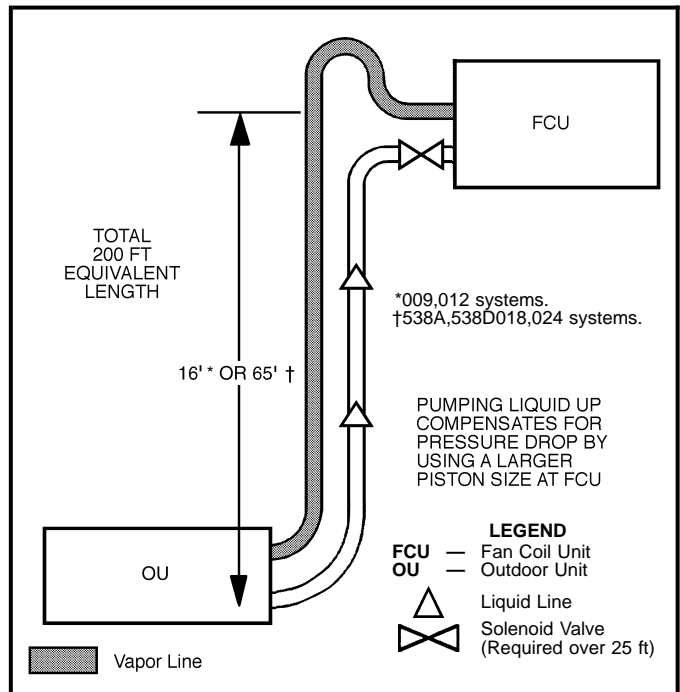 FCU
TOTAL
200 FT
EQUIVALENT
LENGTH
*009,012 systems.
†538A,538D018,024 systems.
16' * OR 65' †
PUMPING LIQUID UP
COMPENSATES FOR
PRESSURE DROP BY
USING A LARGER
PISTON SIZE AT FCU
OU
LEGEND
FCU — Fan Coil Unit
OU — Outdoor Unit
Liquid Line
Solenoid Valve
(Required over 25 ft)
Vapor Line